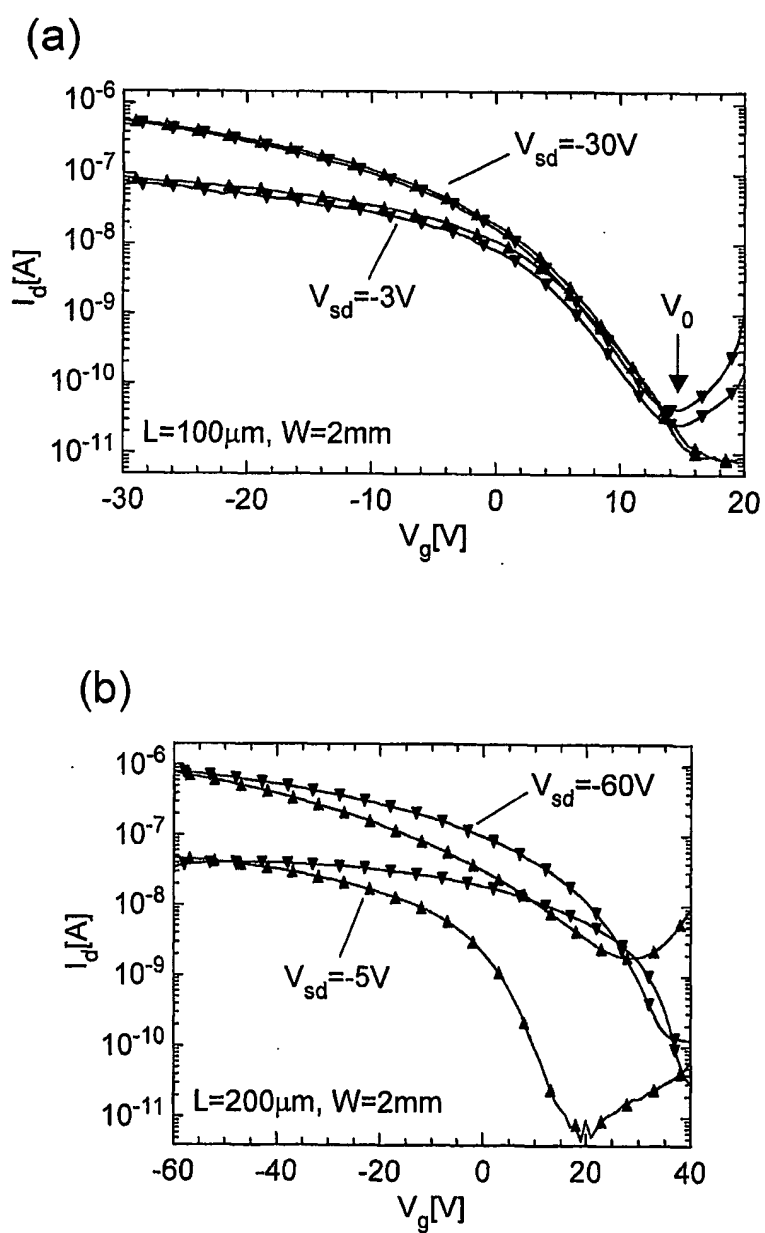 (a)
10^-6
10^-7
10^-8
10^-9
10^-10
10^-11
I_d[A]
V_sd=-30V
V_sd=-3V
V_0
L=100μm, W=2mm
-30 -20 -10 0 10 20
V_g[V]
(b)
10^-6
10^-7
10^-8
10^-9
10^-10
10^-11
I_d[A]
V_sd=-60V
V_sd=-5V
L=200μm, W=2mm
-60 -40 -20 0 20 40
V_g[V]